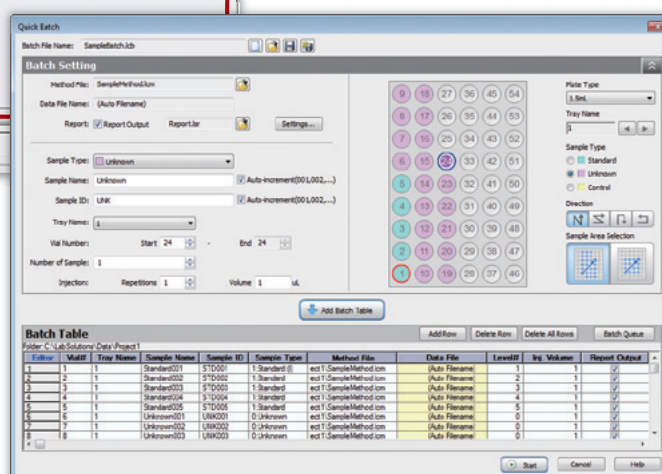 Quick Batch
Batch File Name: SampleBatch.lcb
Batch Setting
Method File: SampleMethod.lcm
Data File Name: (Auto Filename)
Report: Report Output Report.lsr Settings...
Sample Type: Unknown
Sample Name: Unknown Auto-increment(001,002,...)
Sample ID: UNK Auto-increment(001,002,...)
Tray Name: 1
Vial Number: Start 24 - End 24
Number of Sample: 1
Injection: Repetitions 1 Volume 1 uL
9 18 27 36 45 54
8 17 26 35 44 53
7 16 25 34 43 52
6 15 24 33 42 51
5 14 23 32 41 50
4 13 22 31 40 49
3 12 21 30 39 48
2 11 20 29 47
1 10 19 28 37 46
Plate Type
1.5mL
Tray Name
1
Sample Type
Standard
Unknown
Control
Direction
Sample Area Selection
Add Batch Table
Batch Table Add Row Delete Row Delete All Rows Batch Queue
Folder: C:\LabSolutions\Data\Project1
Editor Vial# Tray Name Sample Name Sample ID Sample Type Method File Data File Level# Inj. Volume Report Output
1 1 1 Standard001 STD001 1:Standard (I) ect1\SampleMethod.lcm (Auto Filename) 1 1
2 2 1 Standard002 STD002 1:Standard ect1\SampleMethod.lcm (Auto Filename) 2 1
3 3 1 Standard003 STD003 1:Standard ect1\SampleMethod.lcm (Auto Filename) 3 1
4 4 1 Standard004 STD004 1:Standard ect1\SampleMethod.lcm (Auto Filename) 4 1
5 5 1 Standard005 STD005 1:Standard ect1\SampleMethod.lcm (Auto Filename) 5 1
6 6 1 Unknown001 UNK001 0:Unknown ect1\SampleMethod.lcm (Auto Filename) 0 1
7 7 1 Unknown002 UNK002 0:Unknown ect1\SampleMethod.lcm (Auto Filename) 0 1
8 8 1 Unknown003 UNK003 0:Unknown ect1\SampleMethod.lcm (Auto Filename) 0 1
Start Cancel Help